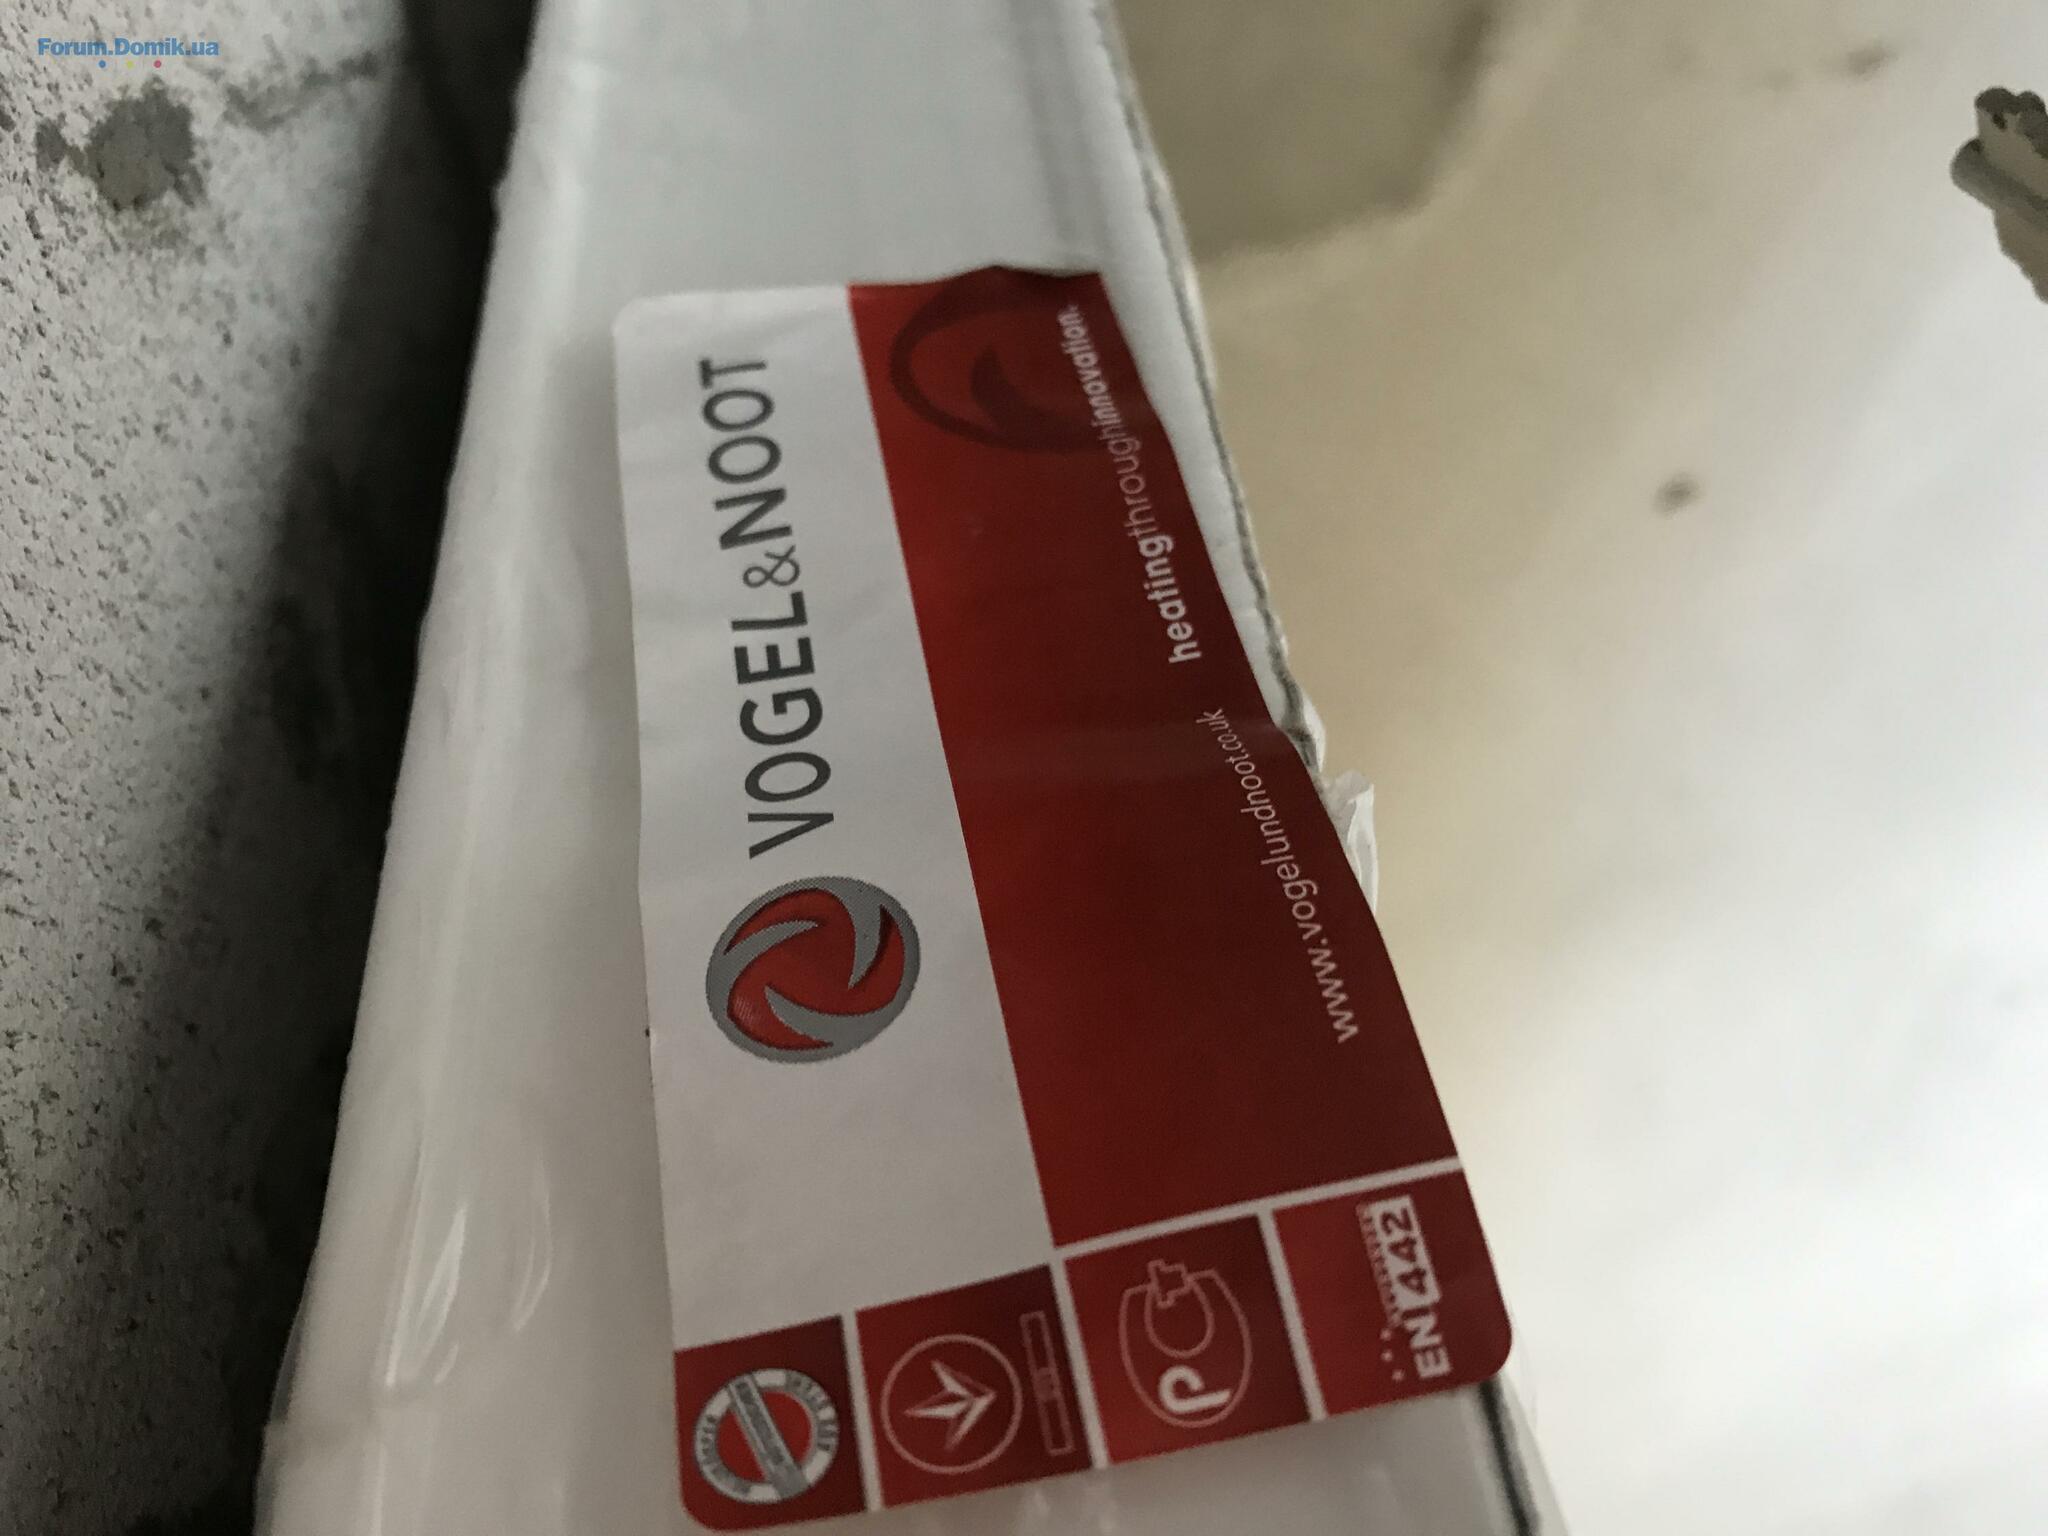 Forum.Domik.ua
VOGEL&NOOT
heatingthroughinnovation.
www.vogelundnoot.co.uk
EN 442